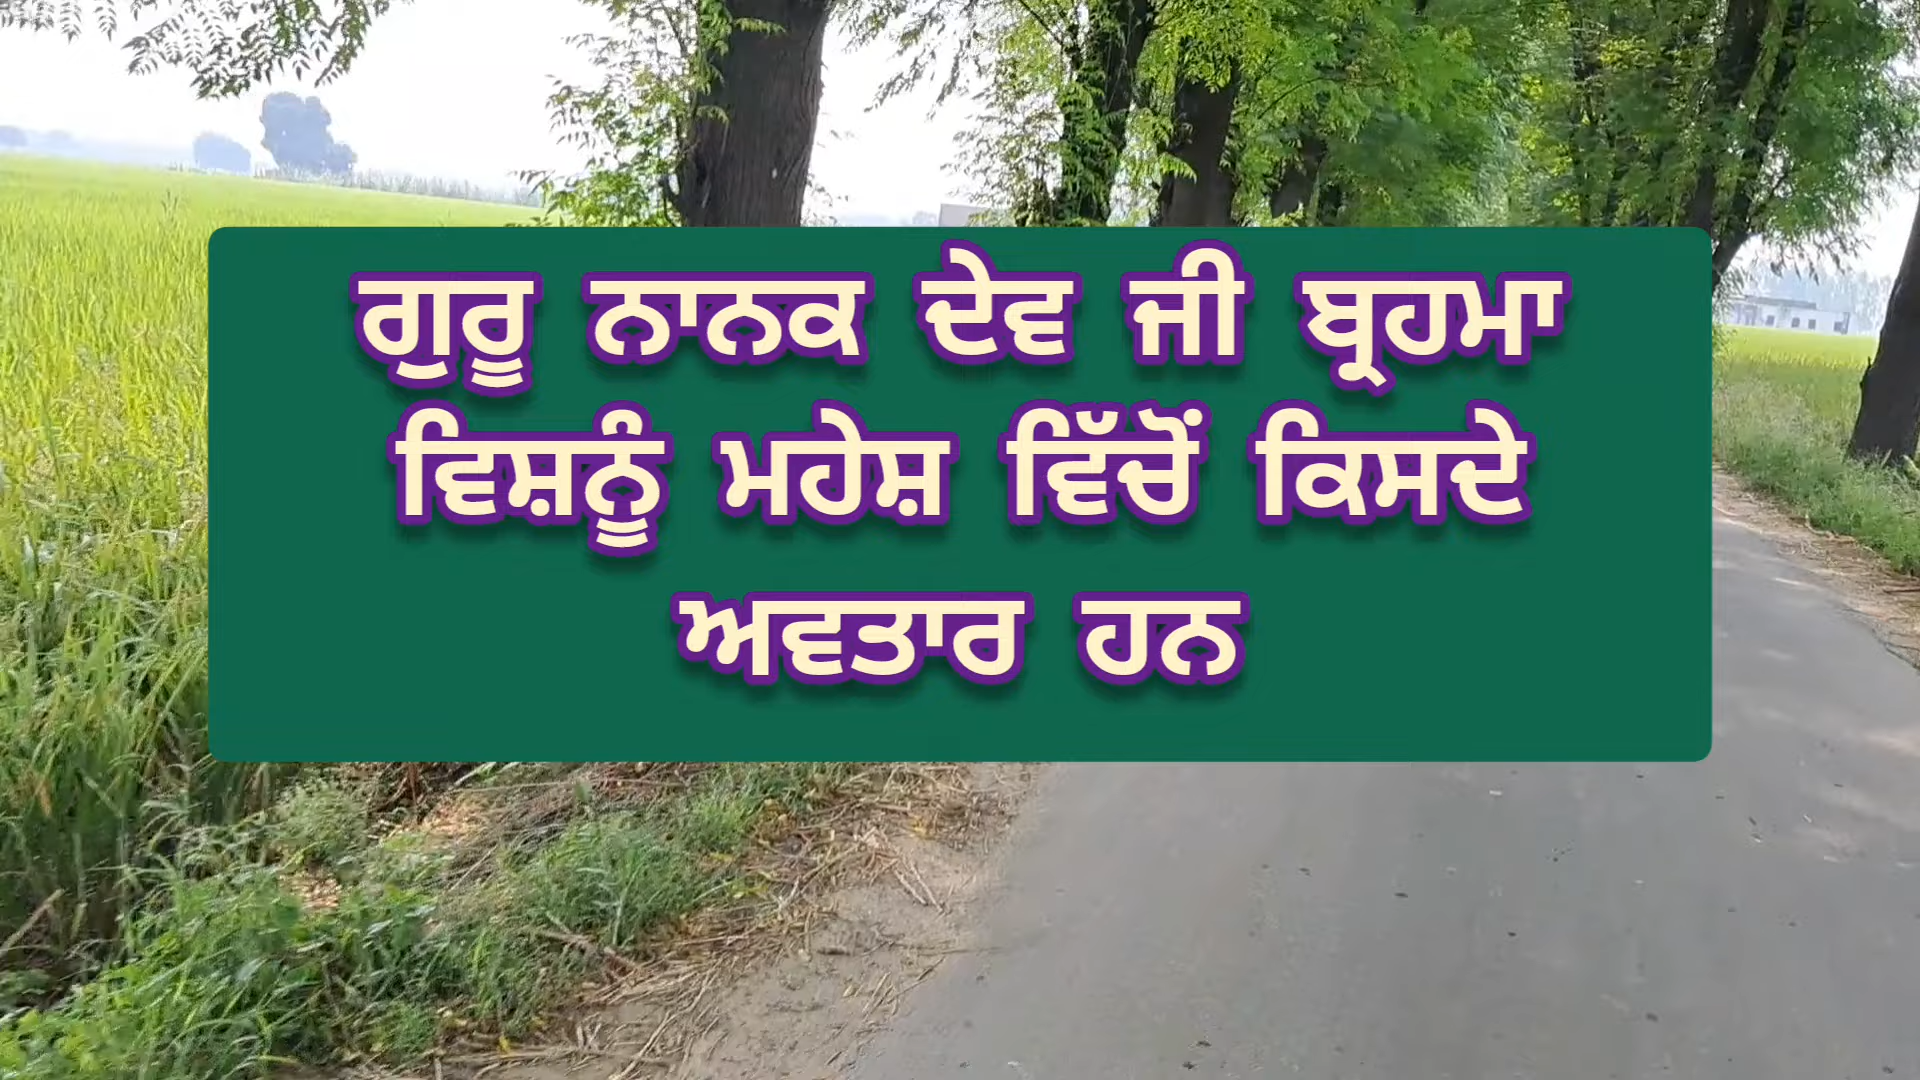 ਗੁਰੂ ਨਾਨਕ ਦੇਵ ਜੀ ਬ੍ਰਹਮਾ
ਵਿਸ਼ਨੂੰ ਮਹੇਸ਼ ਵਿੱਚੋਂ ਕਿਸਦੇ
ਅਵਤਾਰ ਹਨ